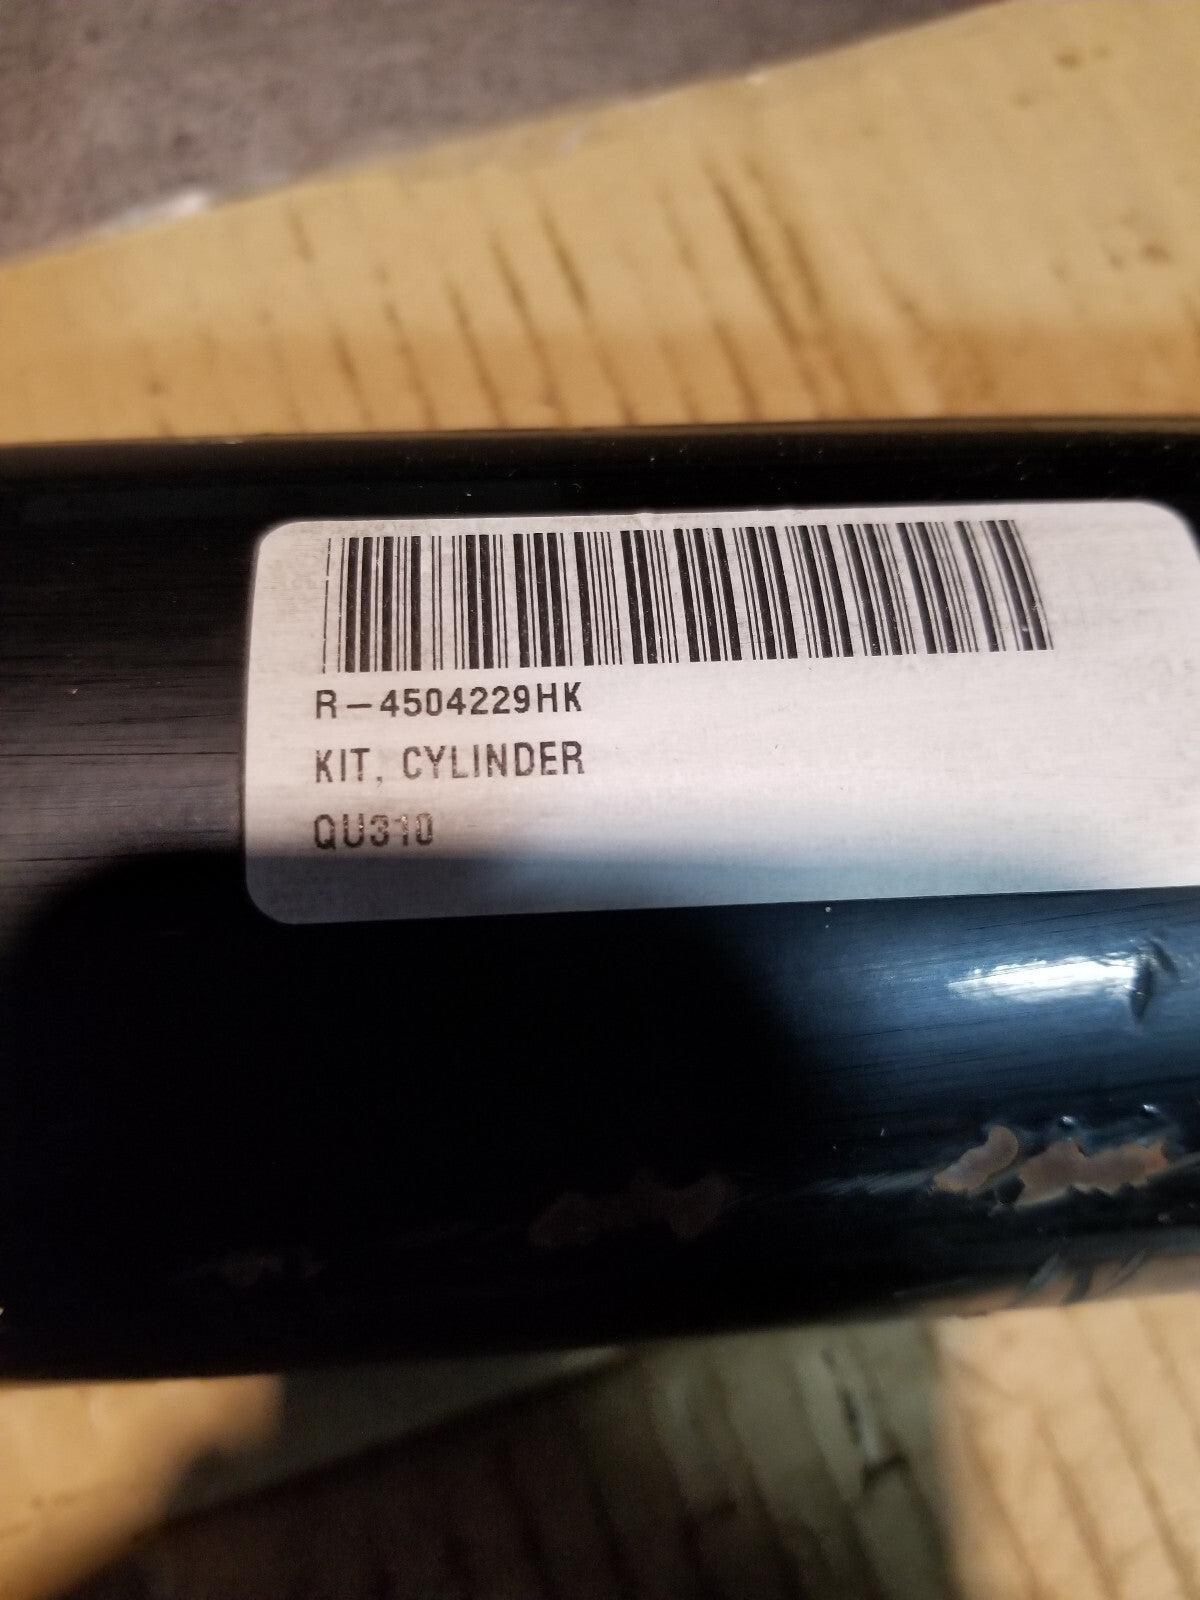 R-4504229HK
KIT, CYLINDER
QU310